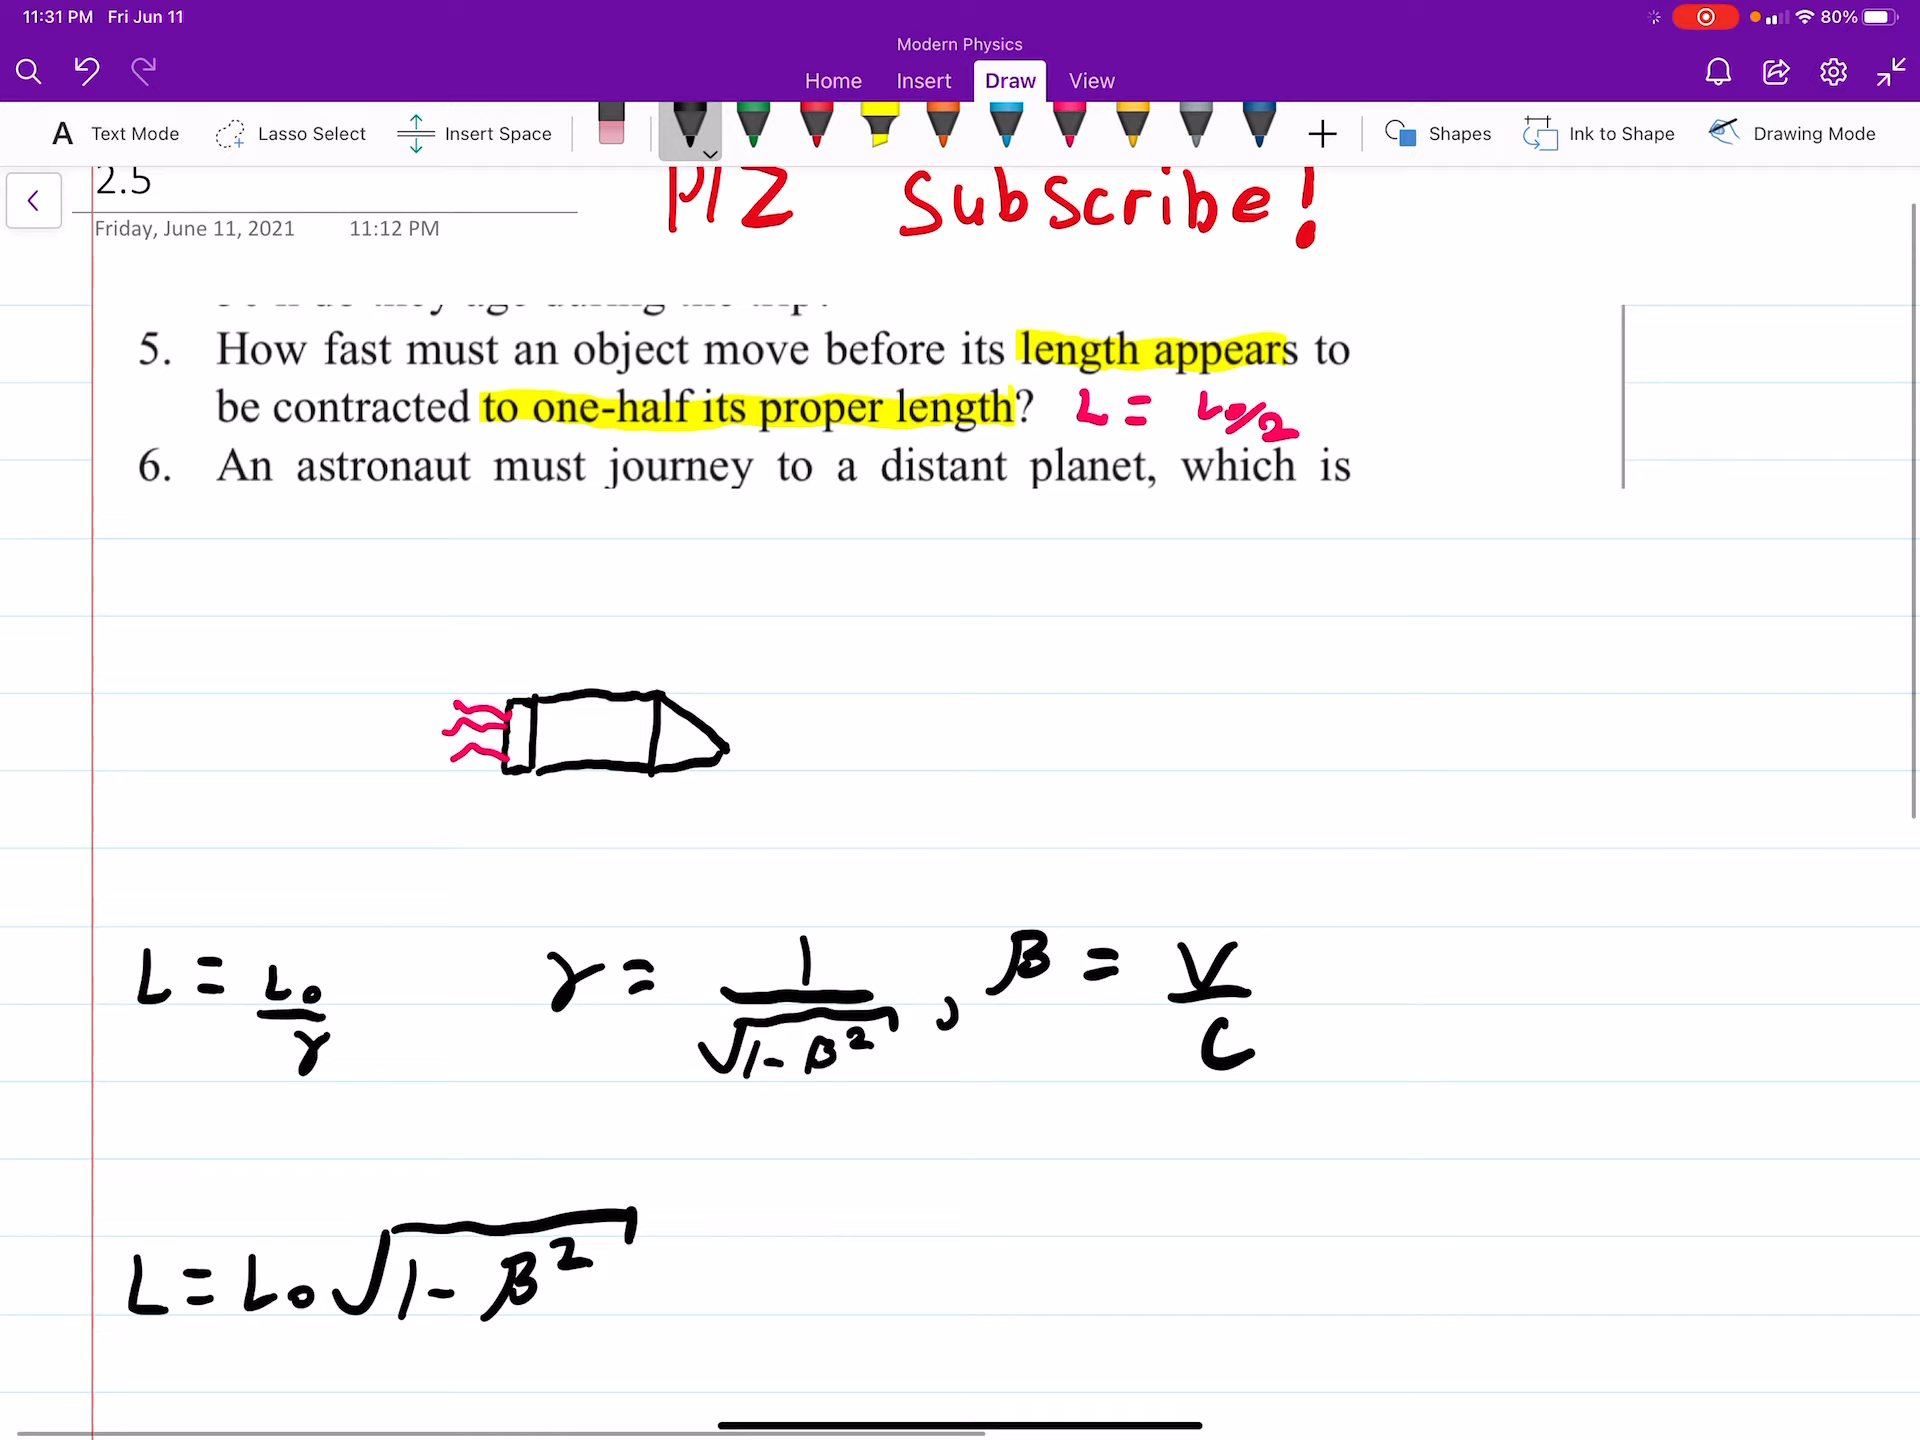 11:31 PM Fri Jun 11
80%
Modern Physics
Home Insert Draw View
A Text Mode Lasso Select Insert Space Shapes Ink to Shape Drawing Mode
2.5
Plz Subscribe!
Friday, June 11, 2021 11:12 PM
5. How fast must an object move before its length appears to
be contracted to one-half its proper length? L = L₀/2
6. An astronaut must journey to a distant planet, which is
L = L₀/γ γ = 1/√(1-β²) , β = V/C
L = L₀√(1-β²)